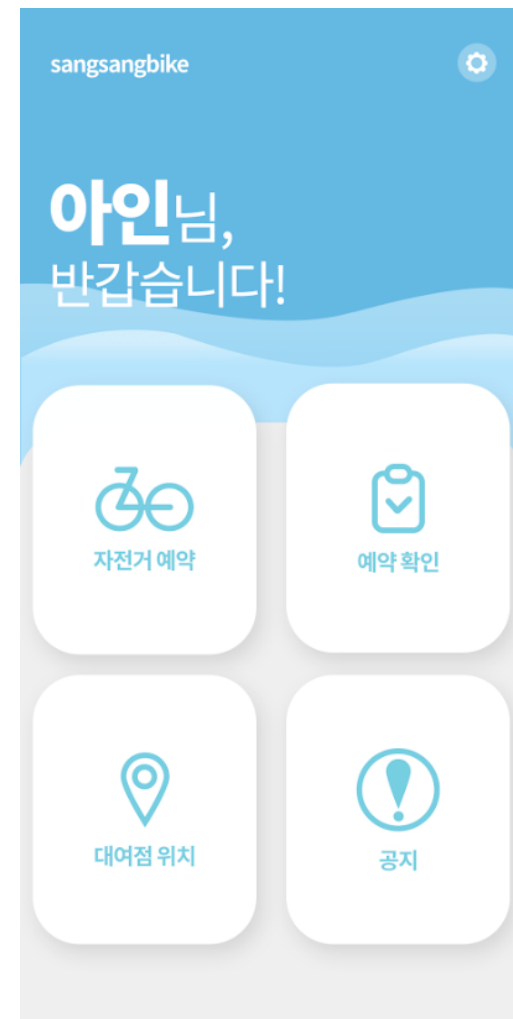 sangsangbike
아인님,
반갑습니다!
자전거 예약
예약 확인
대여점 위치
공지